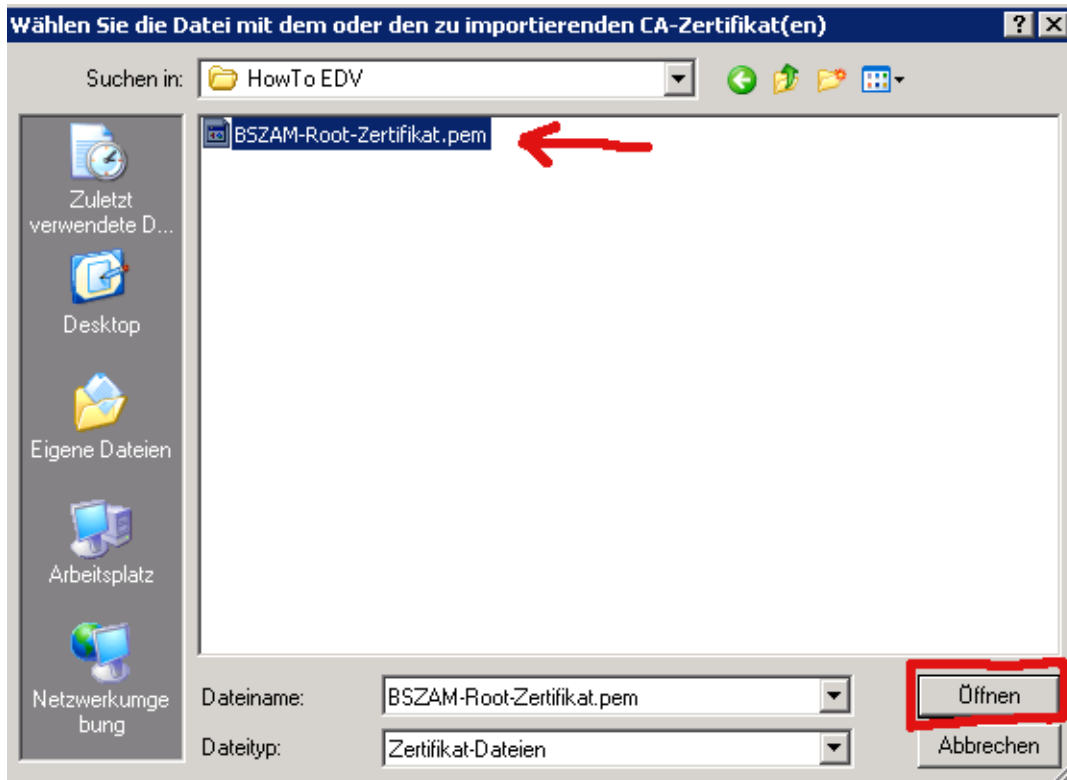 Wählen Sie die Datei mit dem oder den zu importierenden CA-Zertifikat(en)
Suchen in:
HowTo EDV
BSZAM-Root-Zertifikat.pem
Zuletzt
verwendete D...
Desktop
Eigene Dateien
Arbeitsplatz
Netzwerkumge
bung
Dateiname:
BSZAM-Root-Zertifikat.pem
Öffnen
Dateityp:
Zertifikat-Dateien
Abbrechen